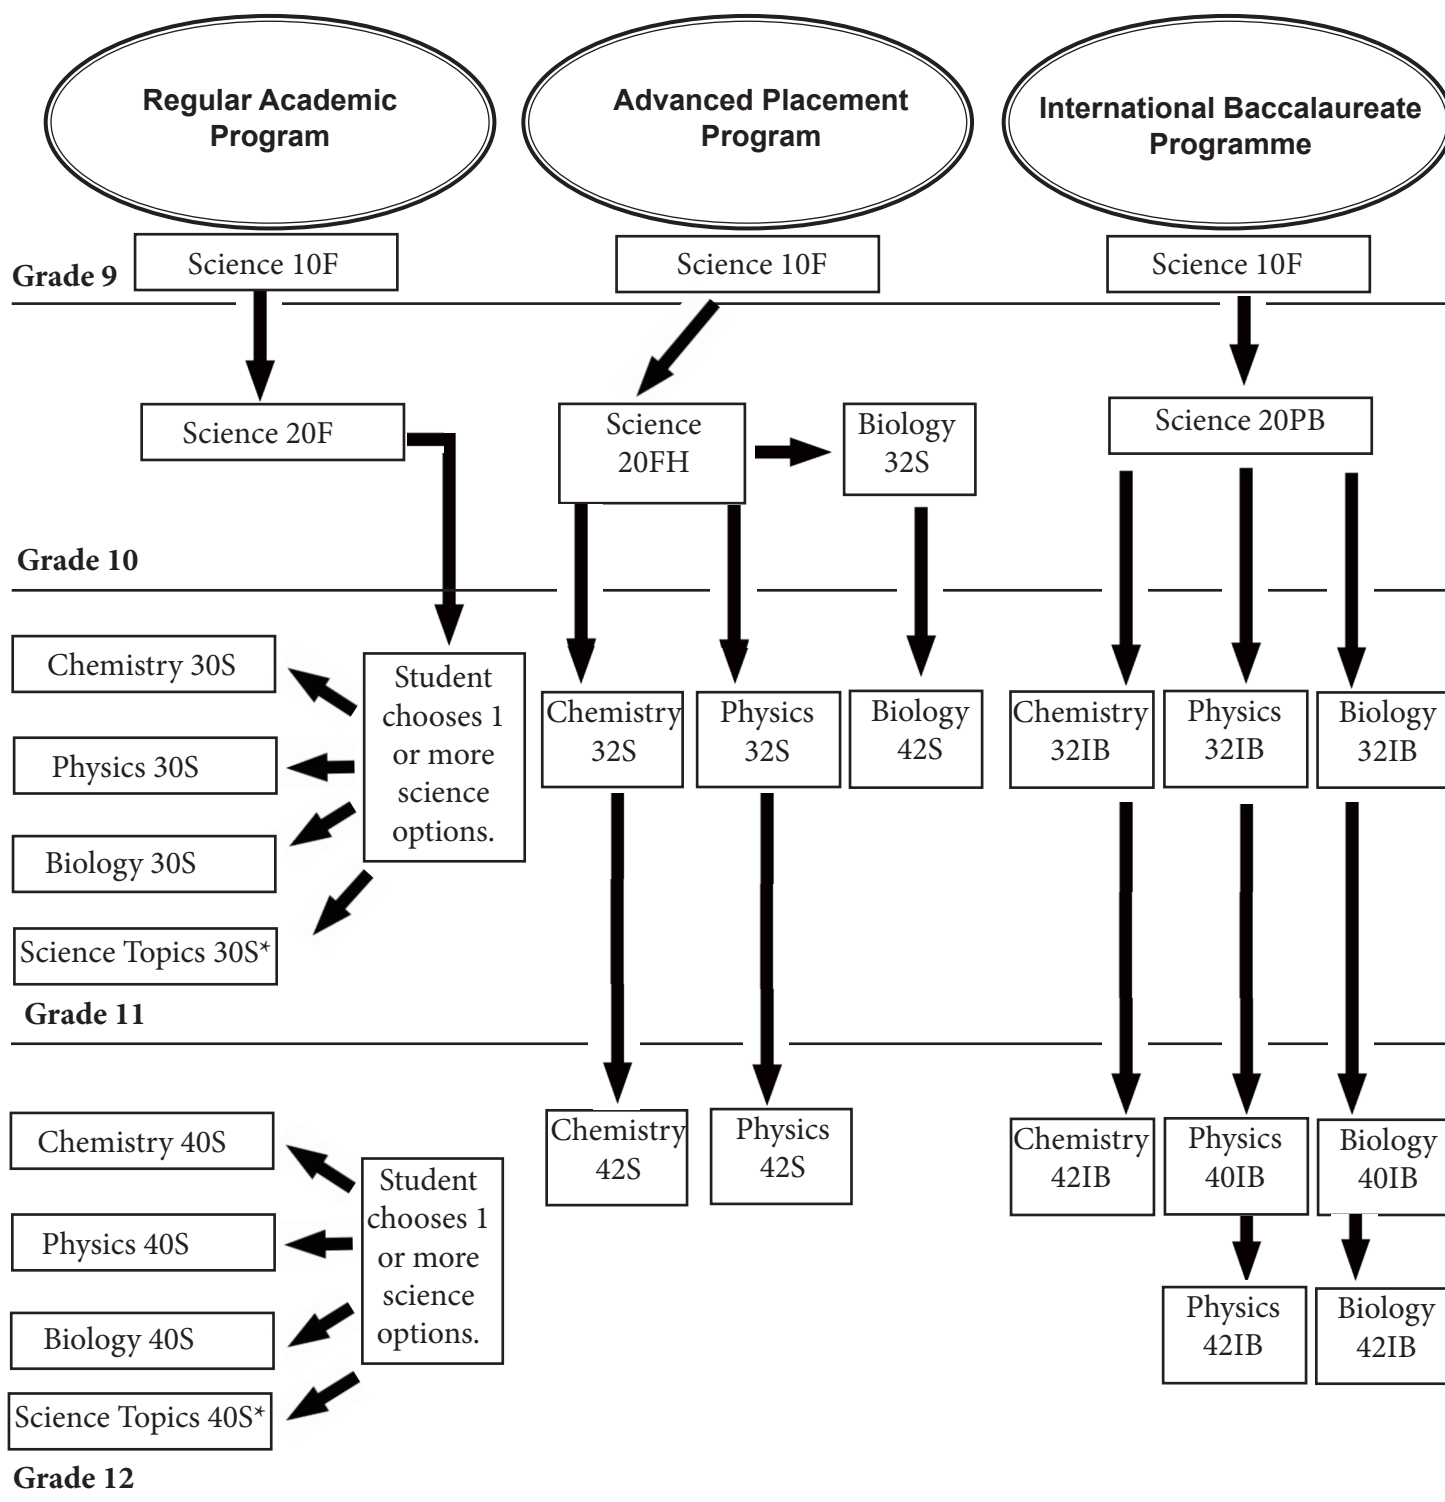 Regular Academic
Program
Advanced Placement
Program
International Baccalaureate
Programme
Science 10F
Science 10F
Science 10F
Grade 9
Science 20F
Science
20FH
Biology
32S
Science 20PB
Grade 10
Chemistry 30S
Physics 30S
Biology 30S
Science Topics 30S*
Student
chooses 1
or more
science
options.
Chemistry
32S
Physics
32S
Biology
42S
Chemistry
32IB
Physics
32IB
Biology
32IB
Grade 11
Chemistry 40S
Physics 40S
Biology 40S
Science Topics 40S*
Student
chooses 1
or more
science
options.
Chemistry
42S
Physics
42S
Chemistry
42IB
Physics
40IB
Biology
40IB
Physics
42IB
Biology
42IB
Grade 12